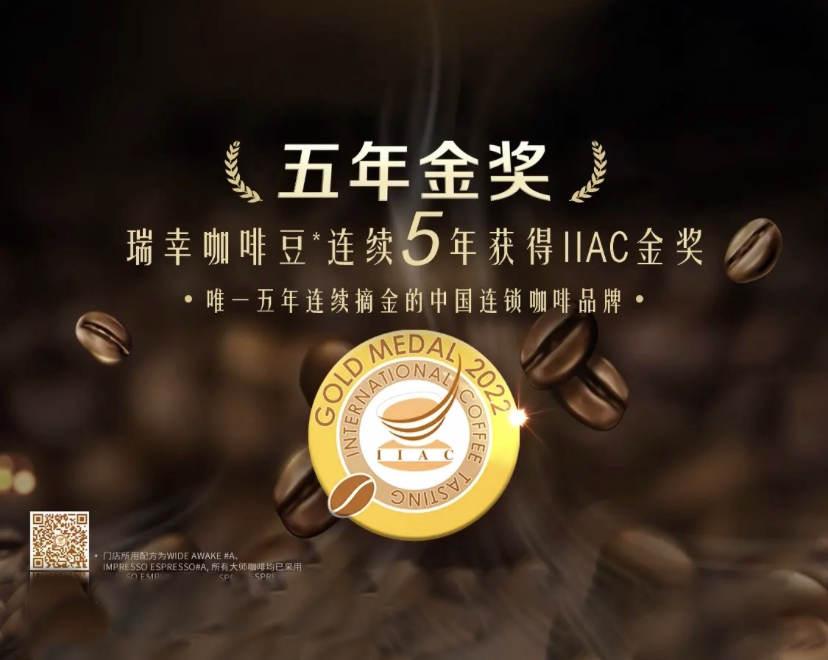 五年金奖
瑞幸咖啡豆*连续5年获得IIAC金奖
• 唯一五年连续摘金的中国连锁咖啡品牌 •
GOLD MEDAL 2022
INTERNATIONAL COFFEE TASTING
IIAC
• 门店所用配方为WIDE AWAKE #A、
IMPRESSO ESPRESSO#A, 所有大师咖啡均已采用